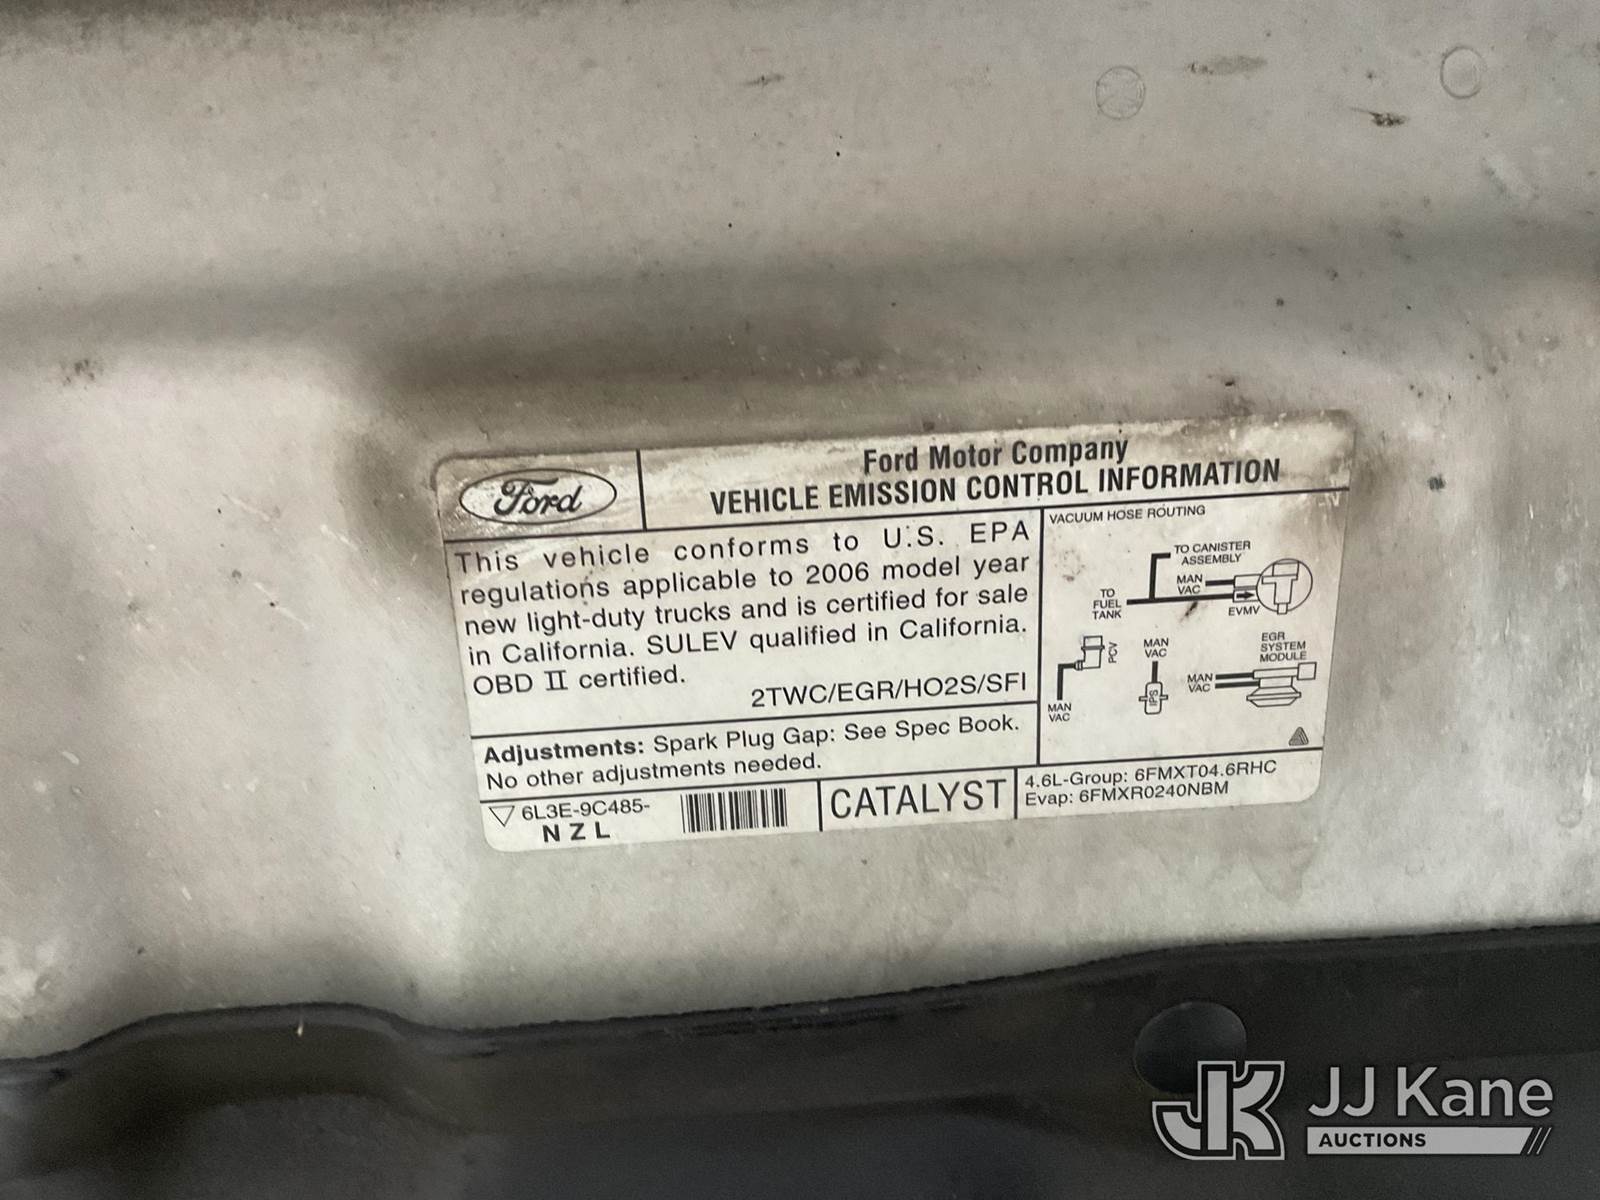 Ford
Ford Motor Company
VEHICLE EMISSION CONTROL INFORMATION
This vehicle conforms to U.S. EPA
regulations applicable to 2006 model year
new light-duty trucks and is certified for sale
in California. SULEV qualified in California.
OBD II certified.
2TWC/EGR/HO2S/SFI
Adjustments: Spark Plug Gap: See Spec Book.
No other adjustments needed.
6L3E-9C485-
NZL
CATALYST
4.6L-Group: 6FMXT04.6RHC
Evap: 6FMXR0240NBM
VACUUM HOSE ROUTING
TO CANISTER
ASSEMBLY
MAN
VAC
TO
FUEL
TANK
EVMV
PCV
MAN
VAC
MAN
VAC
IPS
EGR
SYSTEM
MODULE
MAN
VAC
JK
JJ Kane
AUCTIONS